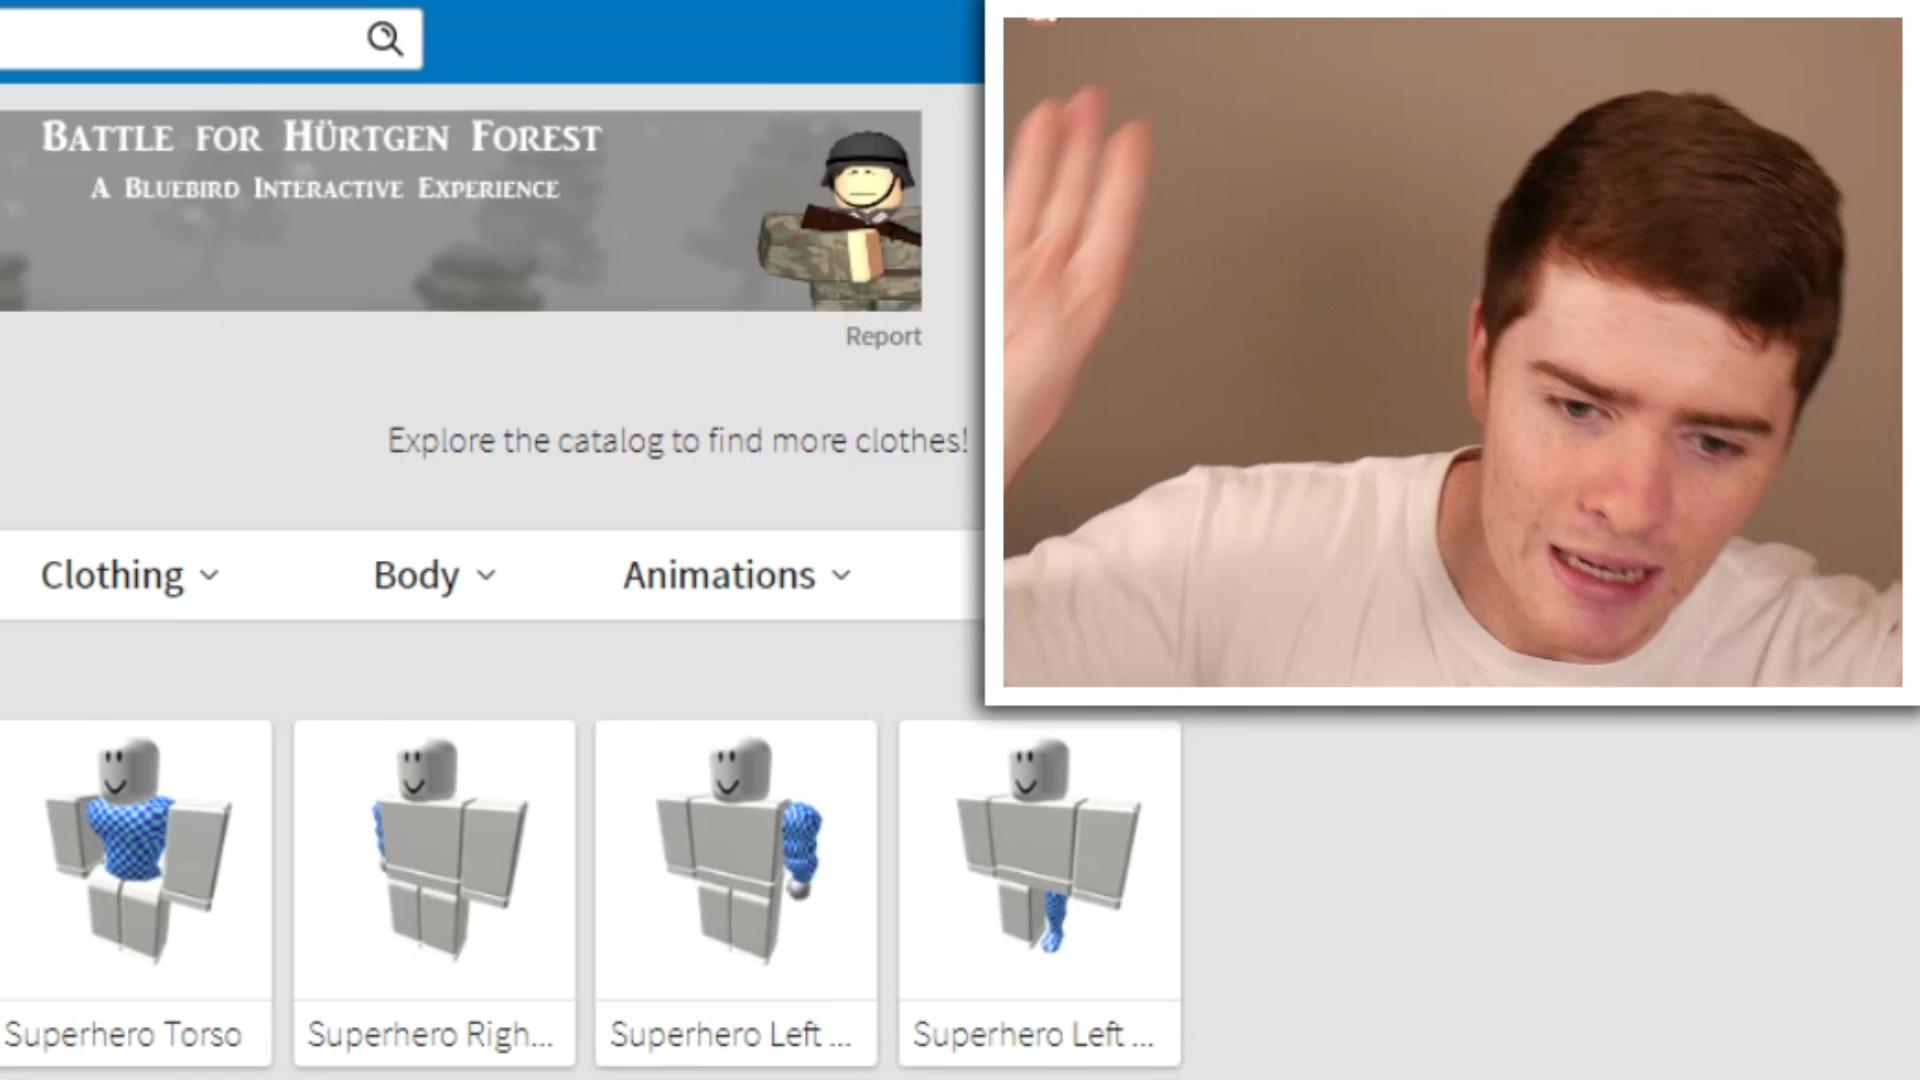 BATTLE FOR HÜRTGEN FOREST
A BLUEBIRD INTERACTIVE EXPERIENCE
Report
Explore the catalog to find more clothes!
Clothing
Body
Animations
Superhero Torso
Superhero Righ...
Superhero Left ...
Superhero Left ...